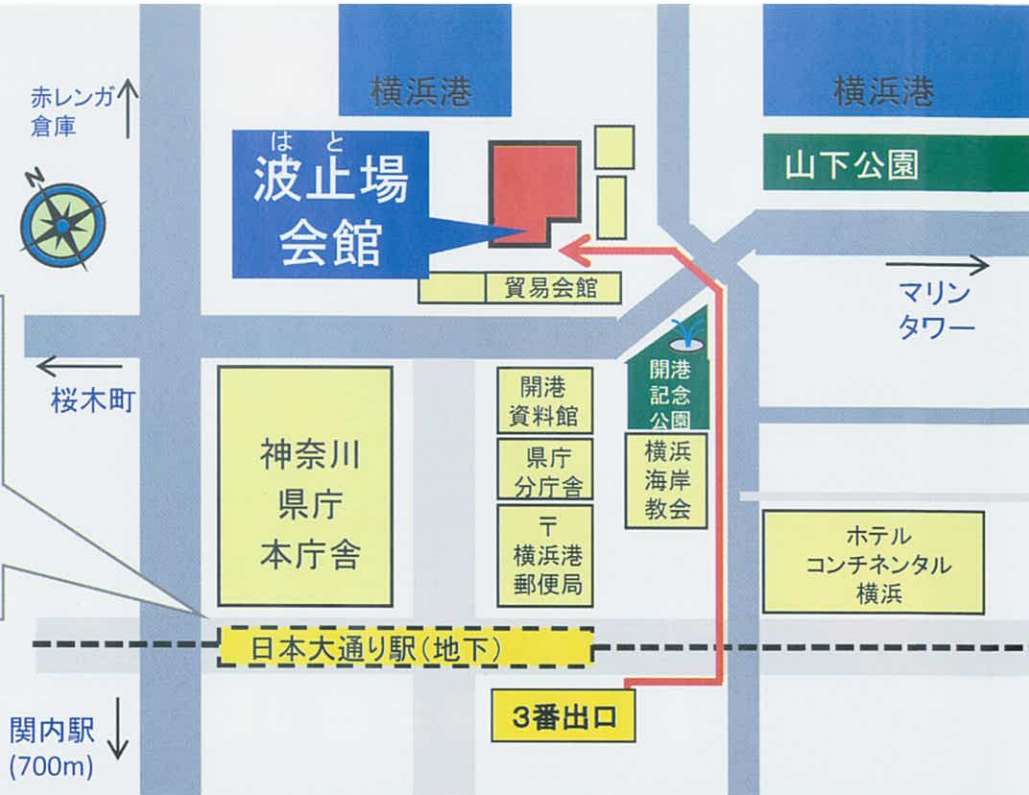 赤レンガ
倉庫
N
横浜港
横浜港
はと
波止場
会館
山下公園
貿易会館
マリン
タワー
桜木町
開港
記念
公園
開港
資料館
神奈川
県庁
本庁舎
県庁
分庁舎
横浜
海岸
教会
〒
横浜港
郵便局
ホテル
コンチネンタル
横浜
日本大通り駅(地下)
3番出口
関内駅
(700m)